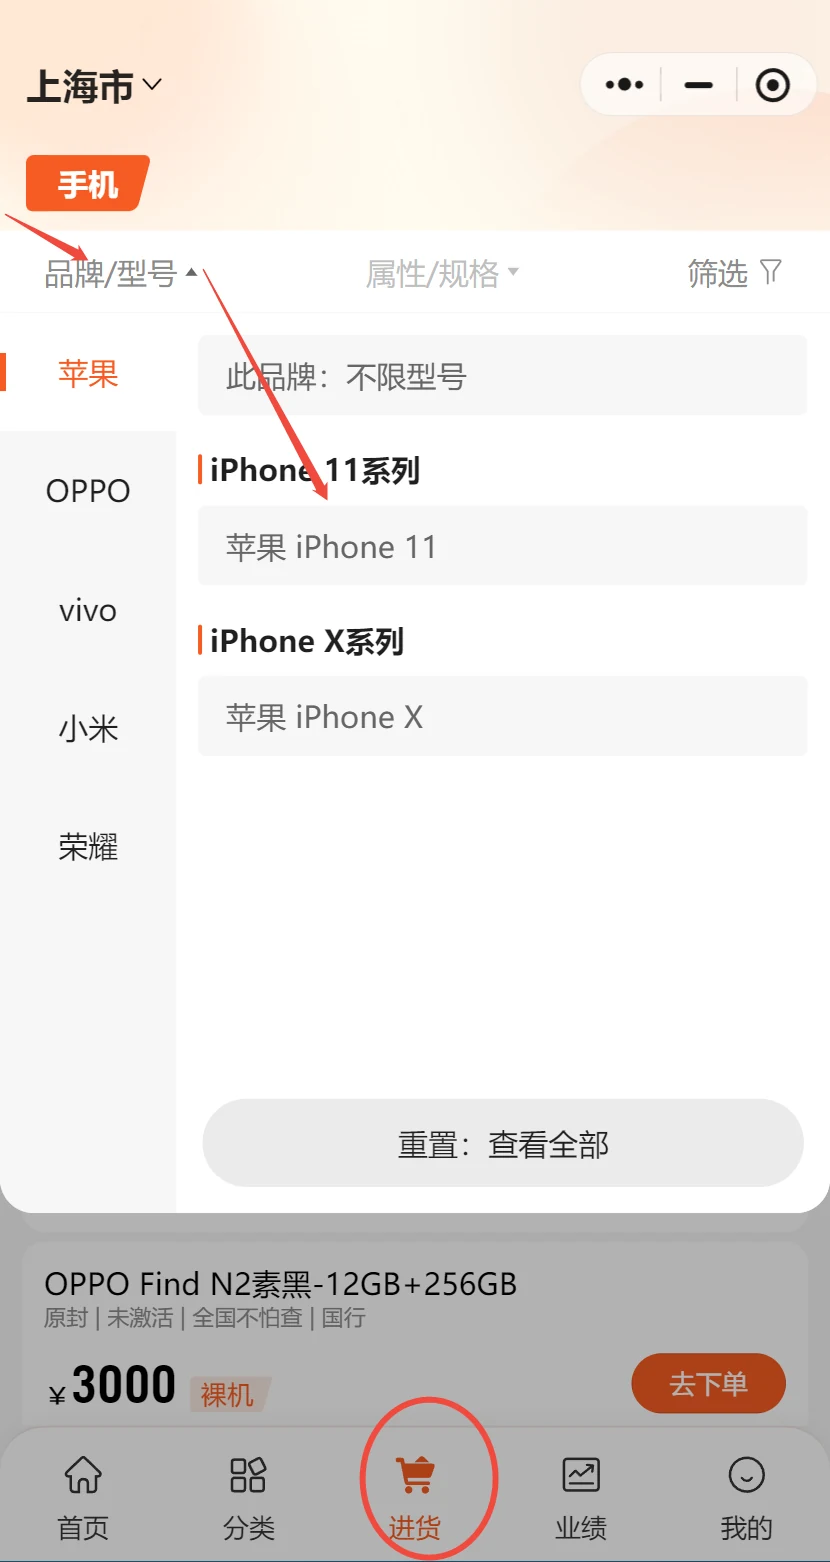 上海市
手机
品牌/型号 属性/规格 筛选
苹果
OPPO
vivo
小米
荣耀
此品牌：不限型号
iPhone 11系列
苹果 iPhone 11
iPhone X系列
苹果 iPhone X
重置：查看全部
OPPO Find N2素黑-12GB+256GB
原封 | 未激活 | 全国不怕查 | 国行
¥3000 裸机 去下单
首页 分类 进货 业绩 我的